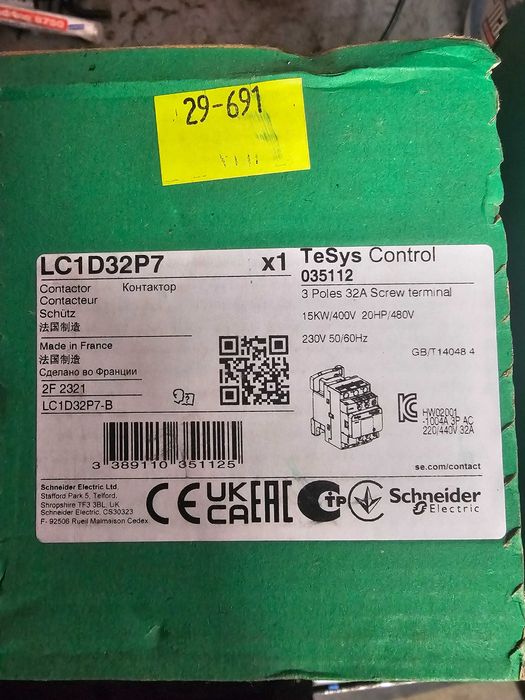 29-691
LC1D32P7 x1
Contactor Контактор
Contacteur
Schütz
法国制造
Made in France
法国制造
Сделано во Франции
2F 2321
LC1D32P7-B
3 389110 351125
TeSys Control
035112
3 Poles 32A Screw terminal
15KW/400V 20HP/480V
230V 50/60Hz
GB/T14048 4
HW02001
-1004A 3P AC
220/440V 32A
se.com/contact
Schneider Electric Ltd.
Stafford Park 5, Telford,
Shropshire TF3 3BL, UK
Schneider Electric, CS30323
F- 92506 Rueil Malmaison Cedex
CE UK CA EAC
Schneider
Electric